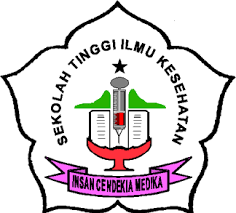 SEKOLAH TINGGI ILMU KESEHATAN
INSAN CENDEKIA MEDIKA